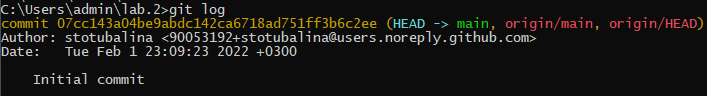 C:\Users\admin\lab.2>git log
commit 07cc143a04be9abdc142ca6718ad751ff3b6c2ee (HEAD -> main, origin/main, origin/HEAD)
Author: stotubalina <90053192+stotubalina@users.noreply.github.com>
Date:   Tue Feb 1 23:09:23 2022 +0300
    Initial commit